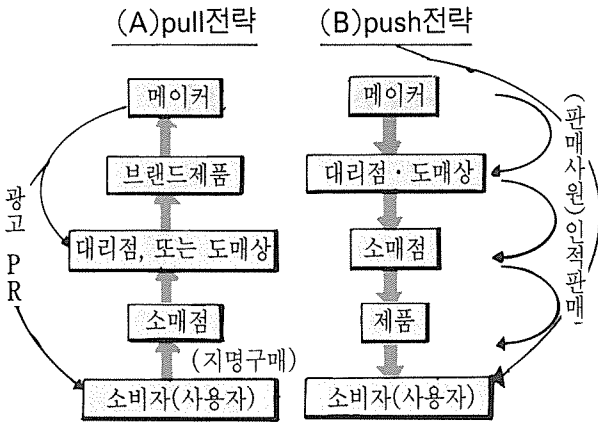 (A)pull전략
메이커
브랜드제품
대리점, 또는 도매상
소매점
(지명구매)
소비자(사용자)
광고 PR
(B)push전략
메이커
대리점·도매상
소매점
제품
소비자(사용자)
(판매사원)인적판매